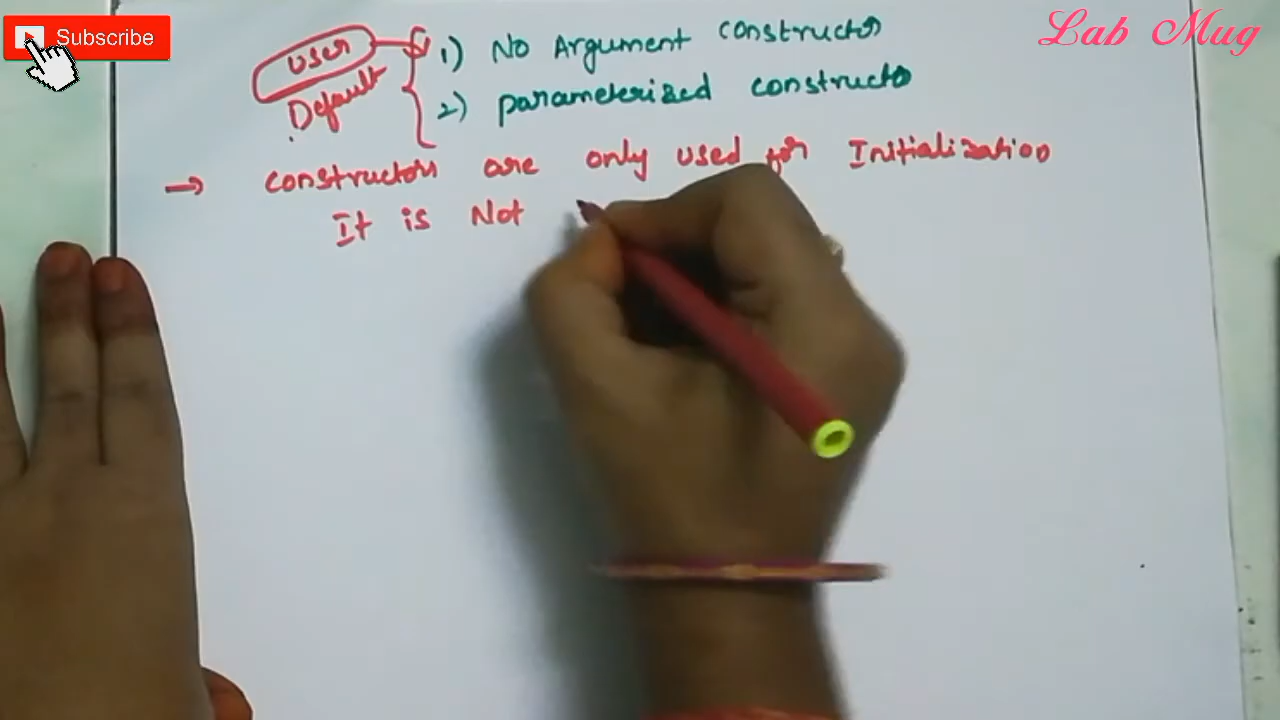 Subscribe
Lab Mug
User
Default
1) No Argument constructor
2) parameterized constructo
→ constructors are only used for Initialization
It is Not